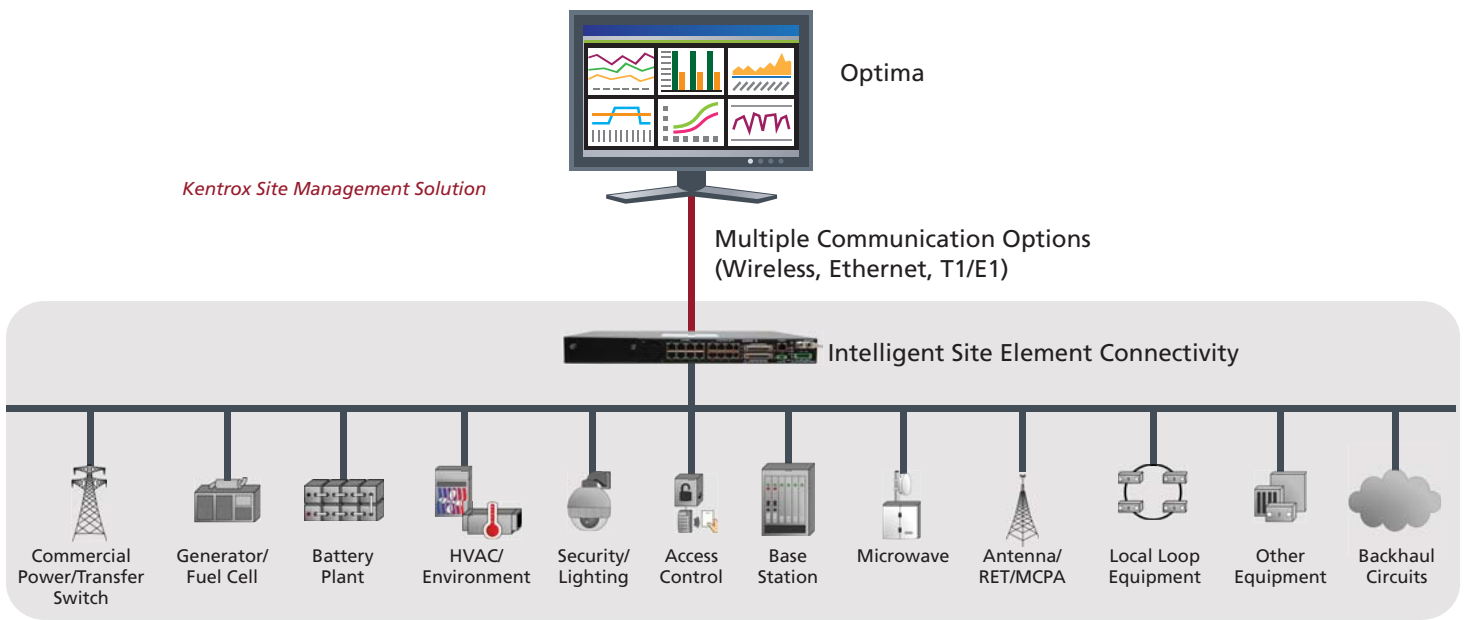 Optima
Kentrox Site Management Solution
Multiple Communication Options
(Wireless, Ethernet, T1/E1)
Intelligent Site Element Connectivity
Commercial
Power/Transfer
Switch
Generator/
Fuel Cell
Battery
Plant
HVAC/
Environment
Security/
Lighting
Access
Control
Base
Station
Microwave
Antenna/
RET/MCPA
Local Loop
Equipment
Other
Equipment
Backhaul
Circuits